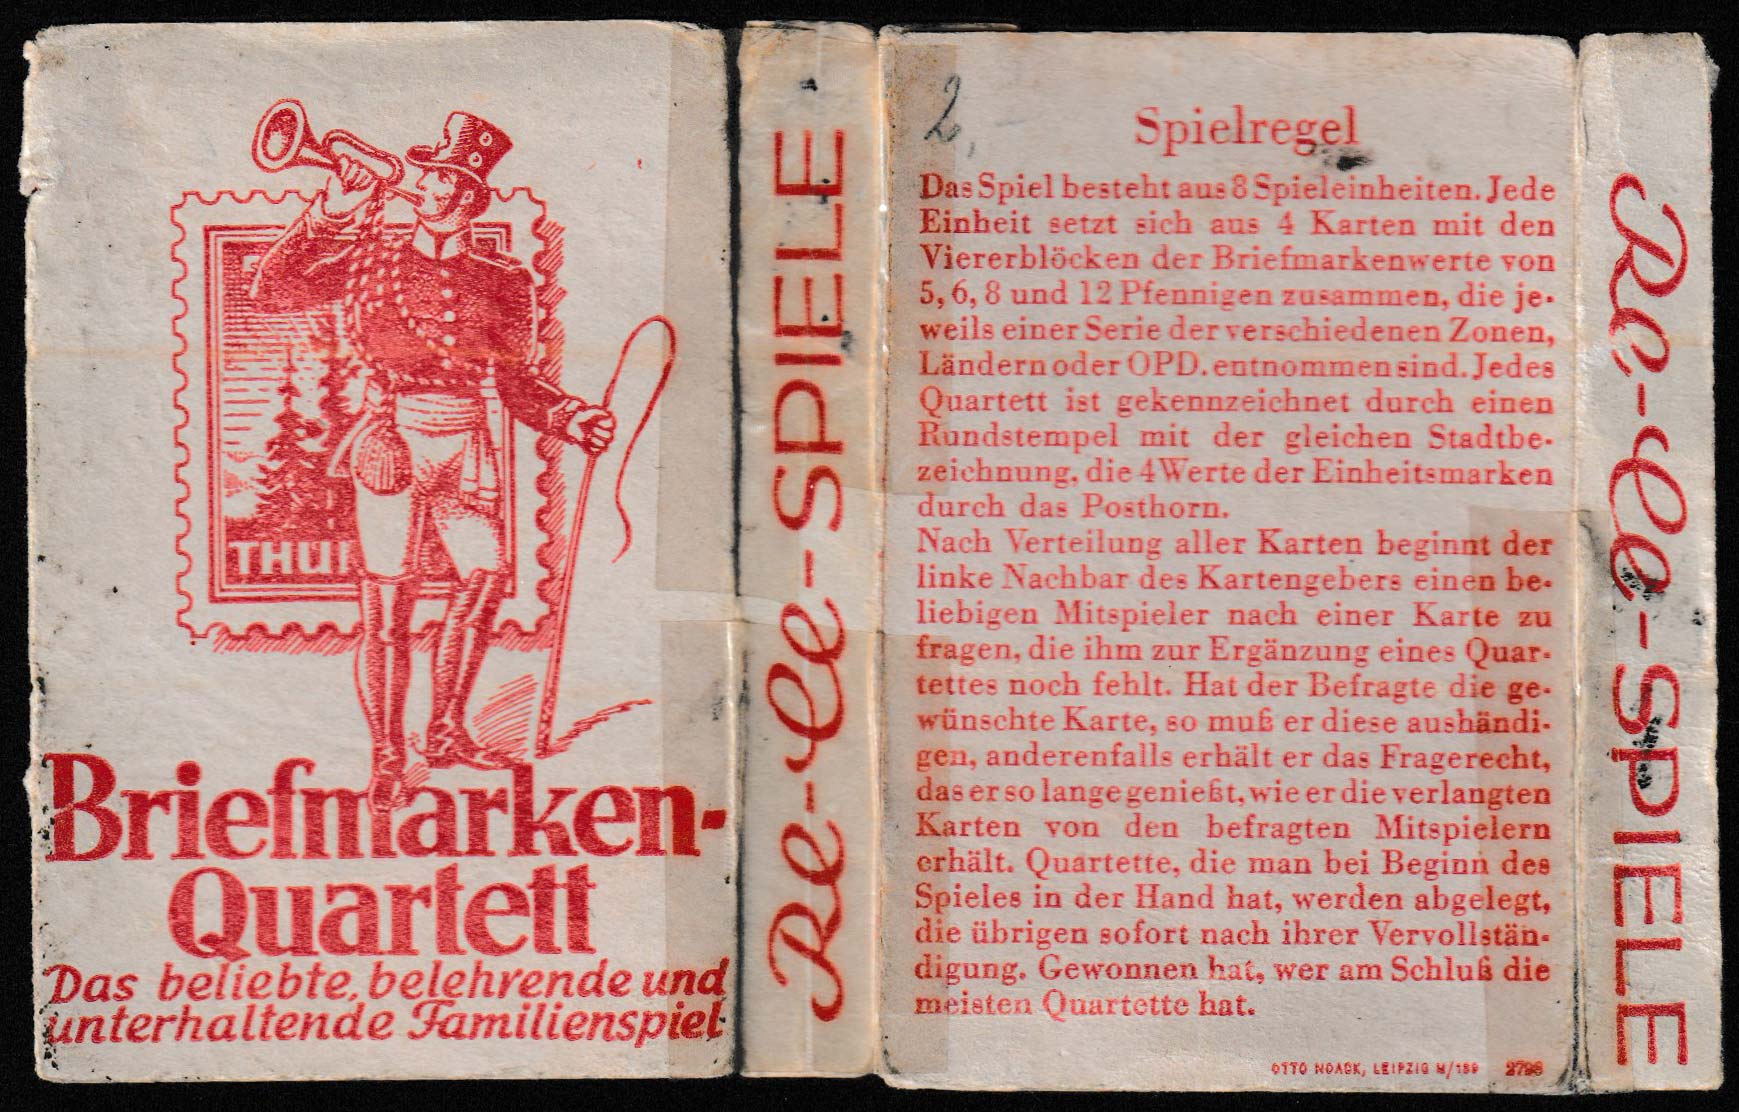 THUI
Briefmarken-
Quartett
Das beliebte, belehrende und
unterhaltende Familienspiel
Re-Ce-SPIELE
2,-
Spielregel
Das Spiel besteht aus 8 Spieleinheiten. Jede
Einheit setzt sich aus 4 Karten mit den
Viererblöcken der Briefmarkenwerte von
5, 6, 8 und 12 Pfennigen zusammen, die je-
weils einer Serie der verschiedenen Zonen,
Ländern oder OPD. entnommen sind. Jedes
Quartett ist gekennzeichnet durch einen
Rundstempel mit der gleichen Stadtbe-
zeichnung, die 4 Werte der Einheitsmarken
durch das Posthorn.
Nach Verteilung aller Karten beginnt der
linke Nachbar des Kartengebers einen be-
liebigen Mitspieler nach einer Karte zu
fragen, die ihm zur Ergänzung eines Quar-
tettes noch fehlt. Hat der Befragte die ge-
wünschte Karte, so muß er diese aushändi-
gen, anderenfalls erhält er das Fragerecht,
das er so lange genießt, wie er die verlangten
Karten von den befragten Mitspielern
erhält. Quartette, die man bei Beginn des
Spieles in der Hand hat, werden abgelegt,
die übrigen sofort nach ihrer Vervollstän-
digung. Gewonnen hat, wer am Schluß die
meisten Quartette hat.
OTTO NOACK, LEIPZIG M/189 2798
Re-Ce-SPIELE